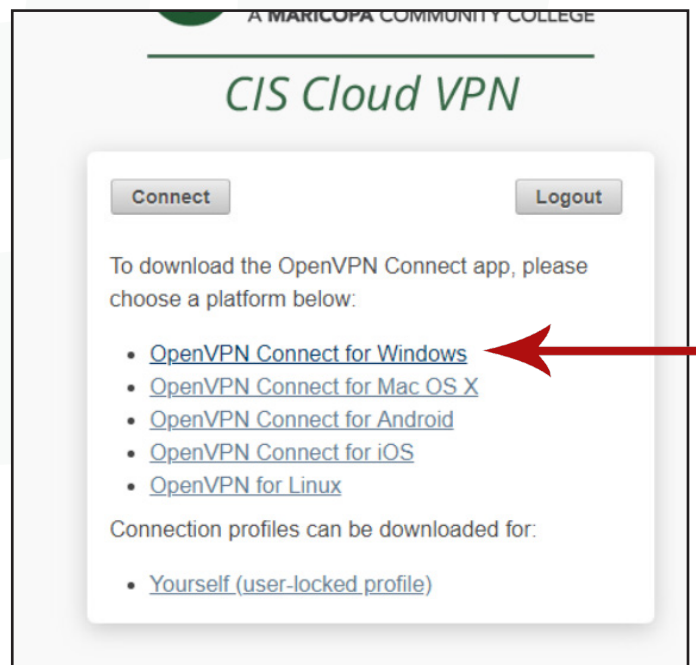 A MARICOPA COMMUNITY COLLEGE
CIS Cloud VPN
Connect
Logout
To download the OpenVPN Connect app, please
choose a platform below:
• OpenVPN Connect for Windows
• OpenVPN Connect for Mac OS X
• OpenVPN Connect for Android
• OpenVPN Connect for iOS
• OpenVPN for Linux
Connection profiles can be downloaded for:
• Yourself (user-locked profile)